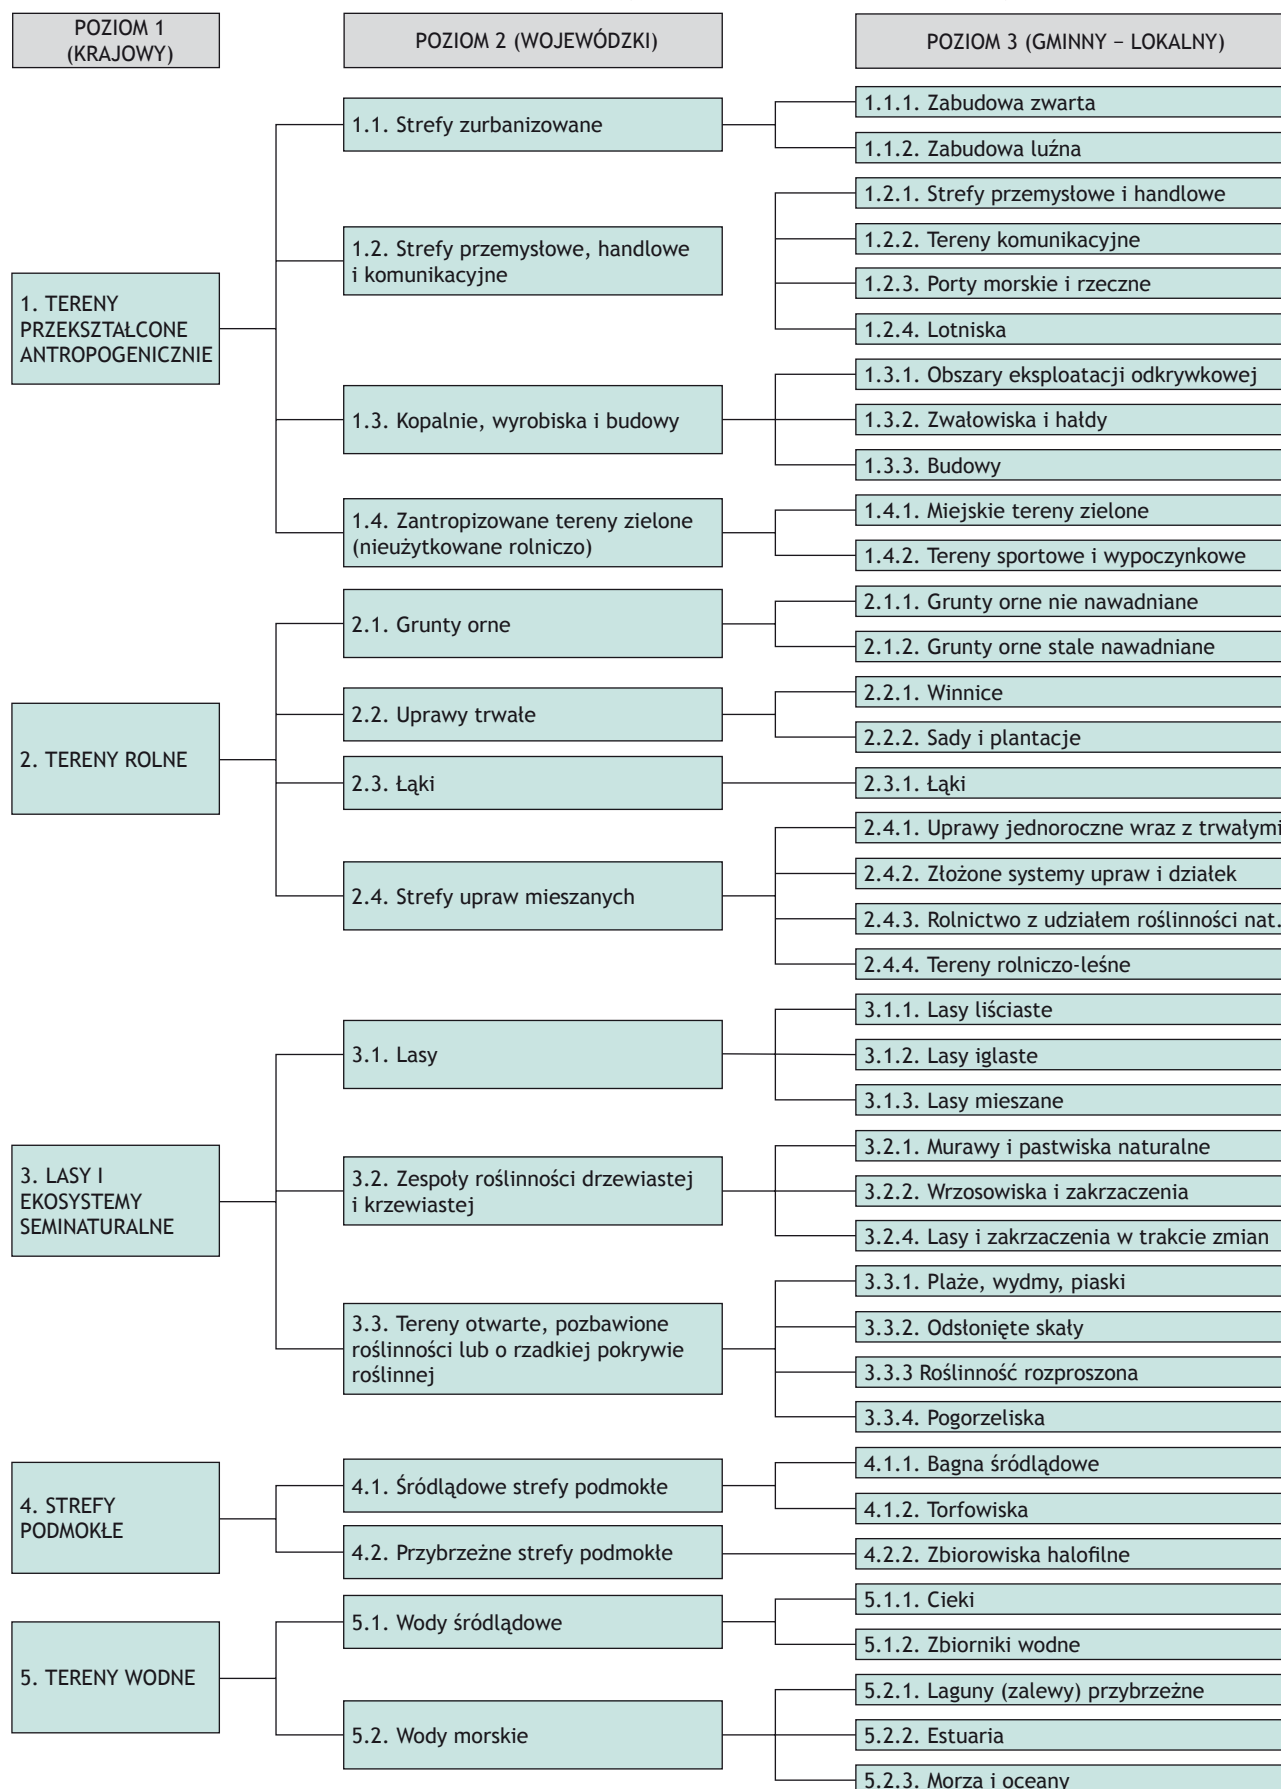 POZIOM 1
(KRAJOWY)
POZIOM 2 (WOJEWÓDZKI)
POZIOM 3 (GMINNY – LOKALNY)
1. TERENY
PRZEKSZTAŁCONE
ANTROPOGENICZNIE
1.1. Strefy zurbanizowane
1.1.1. Zabudowa zwarta
1.1.2. Zabudowa luźna
1.2. Strefy przemysłowe, handlowe
i komunikacyjne
1.2.1. Strefy przemysłowe i handlowe
1.2.2. Tereny komunikacyjne
1.2.3. Porty morskie i rzeczne
1.2.4. Lotniska
1.3. Kopalnie, wyrobiska i budowy
1.3.1. Obszary eksploatacji odkrywkowej
1.3.2. Zwałowiska i hałdy
1.3.3. Budowy
1.4. Zantropizowane tereny zielone
(nieużytkowane rolniczo)
1.4.1. Miejskie tereny zielone
1.4.2. Tereny sportowe i wypoczynkowe
2. TERENY ROLNE
2.1. Grunty orne
2.1.1. Grunty orne nie nawadniane
2.1.2. Grunty orne stale nawadniane
2.2. Uprawy trwałe
2.2.1. Winnice
2.2.2. Sady i plantacje
2.3. Łąki
2.3.1. Łąki
2.4. Strefy upraw mieszanych
2.4.1. Uprawy jednoroczne wraz z trwałymi
2.4.2. Złożone systemy upraw i działek
2.4.3. Rolnictwo z udziałem roślinności nat.
2.4.4. Tereny rolniczo-leśne
3. LASY I
EKOSYSTEMY
SEMINATURALNE
3.1. Lasy
3.1.1. Lasy liściaste
3.1.2. Lasy iglaste
3.1.3. Lasy mieszane
3.2. Zespoły roślinności drzewiastej
i krzewiastej
3.2.1. Murawy i pastwiska naturalne
3.2.2. Wrzosowiska i zakrzaczenia
3.2.4. Lasy i zakrzaczenia w trakcie zmian
3.3. Tereny otwarte, pozbawione
roślinności lub o rzadkiej pokrywie
roślinnej
3.3.1. Plaże, wydmy, piaski
3.3.2. Odsłonięte skały
3.3.3 Roślinność rozproszona
3.3.4. Pogorzeliska
4. STREFY
PODMOKŁE
4.1. Śródlądowe strefy podmokłe
4.1.1. Bagna śródlądowe
4.1.2. Torfowiska
4.2. Przybrzeżne strefy podmokłe
4.2.2. Zbiorowiska halofilne
5. TERENY WODNE
5.1. Wody śródlądowe
5.1.1. Cieki
5.1.2. Zbiorniki wodne
5.2. Wody morskie
5.2.1. Laguny (zalewy) przybrzeżne
5.2.2. Estuaria
5.2.3. Morza i oceany